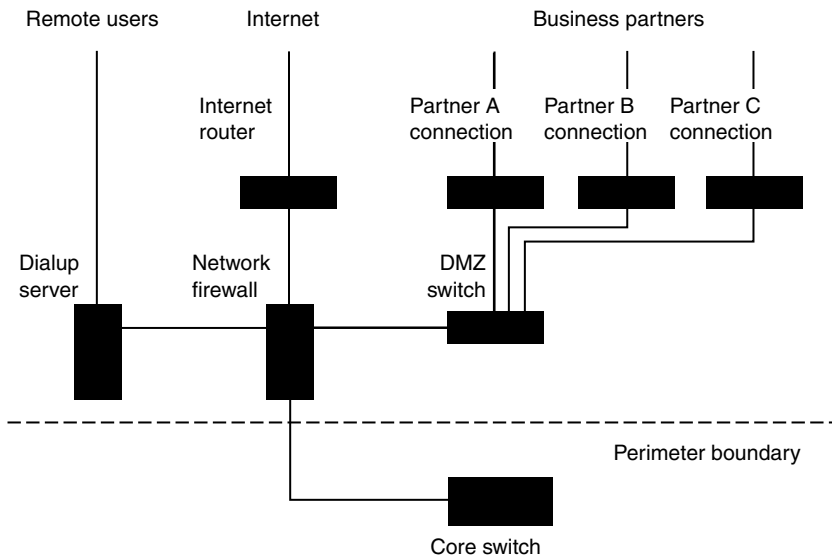 Remote users
Internet
Business partners
Internet
router
Partner A
connection
Partner B
connection
Partner C
connection
Dialup
server
Network
firewall
DMZ
switch
Perimeter boundary
Core switch